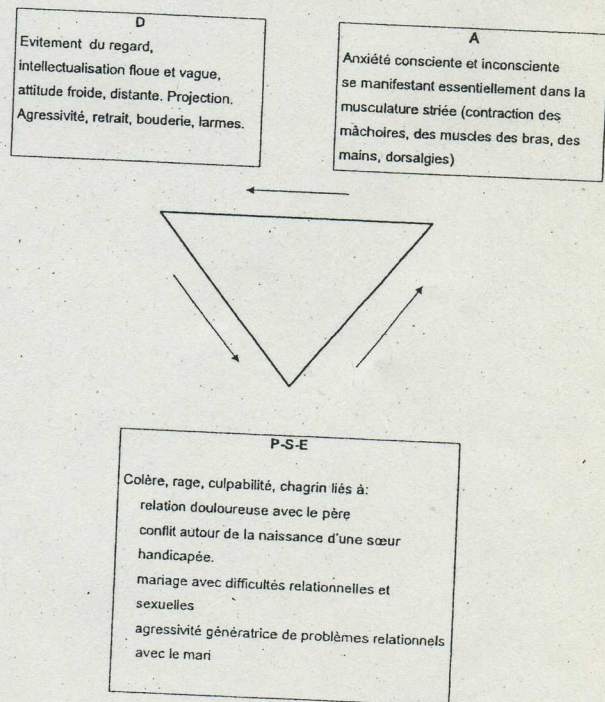 D
Evitement du regard,
intellectualisation floue et vague,
attitude froide, distante. Projection.
Agressivité, retrait, bouderie, larmes.
A
Anxiété consciente et inconsciente
se manifestant essentiellement dans la
musculature striée (contraction des
mâchoires, des muscles des bras, des
mains, dorsalgies)
P-S-E
Colère, rage, culpabilité, chagrin liés à:
relation douloureuse avec le père
conflit autour de la naissance d'une sœur
handicapée.
mariage avec difficultés relationnelles et
sexuelles
agressivité génératrice de problèmes relationnels
avec le mari